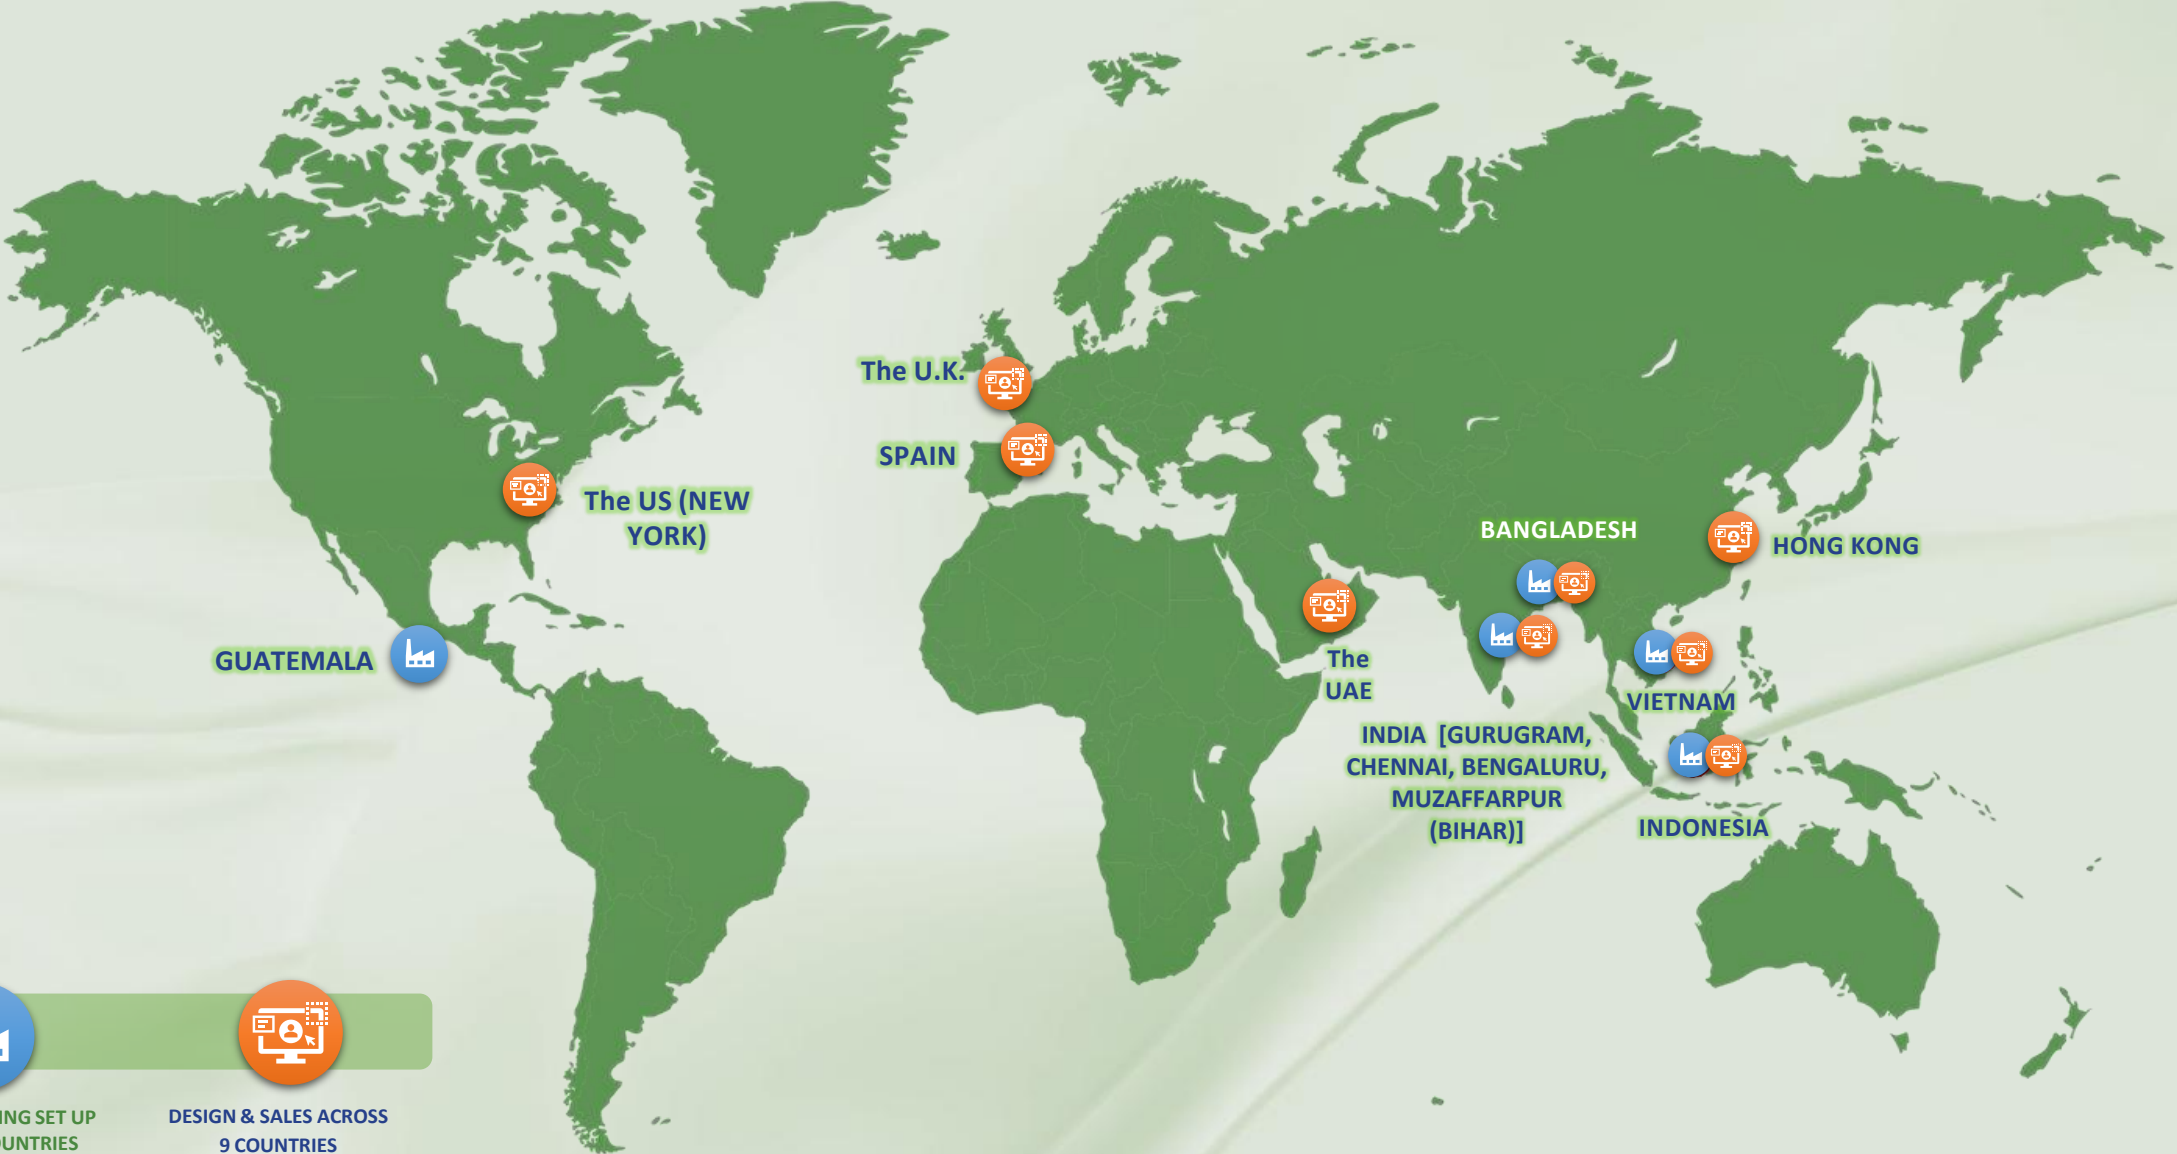 The U.K.
SPAIN
The US (NEW
YORK)
BANGLADESH
HONG KONG
GUATEMALA
The
UAE
VIETNAM
INDIA [GURUGRAM,
CHENNAI, BENGALURU,
MUZAFFARPUR
(BIHAR)]
INDONESIA
ING SET UP
OUNTRIES
DESIGN & SALES ACROSS
9 COUNTRIES